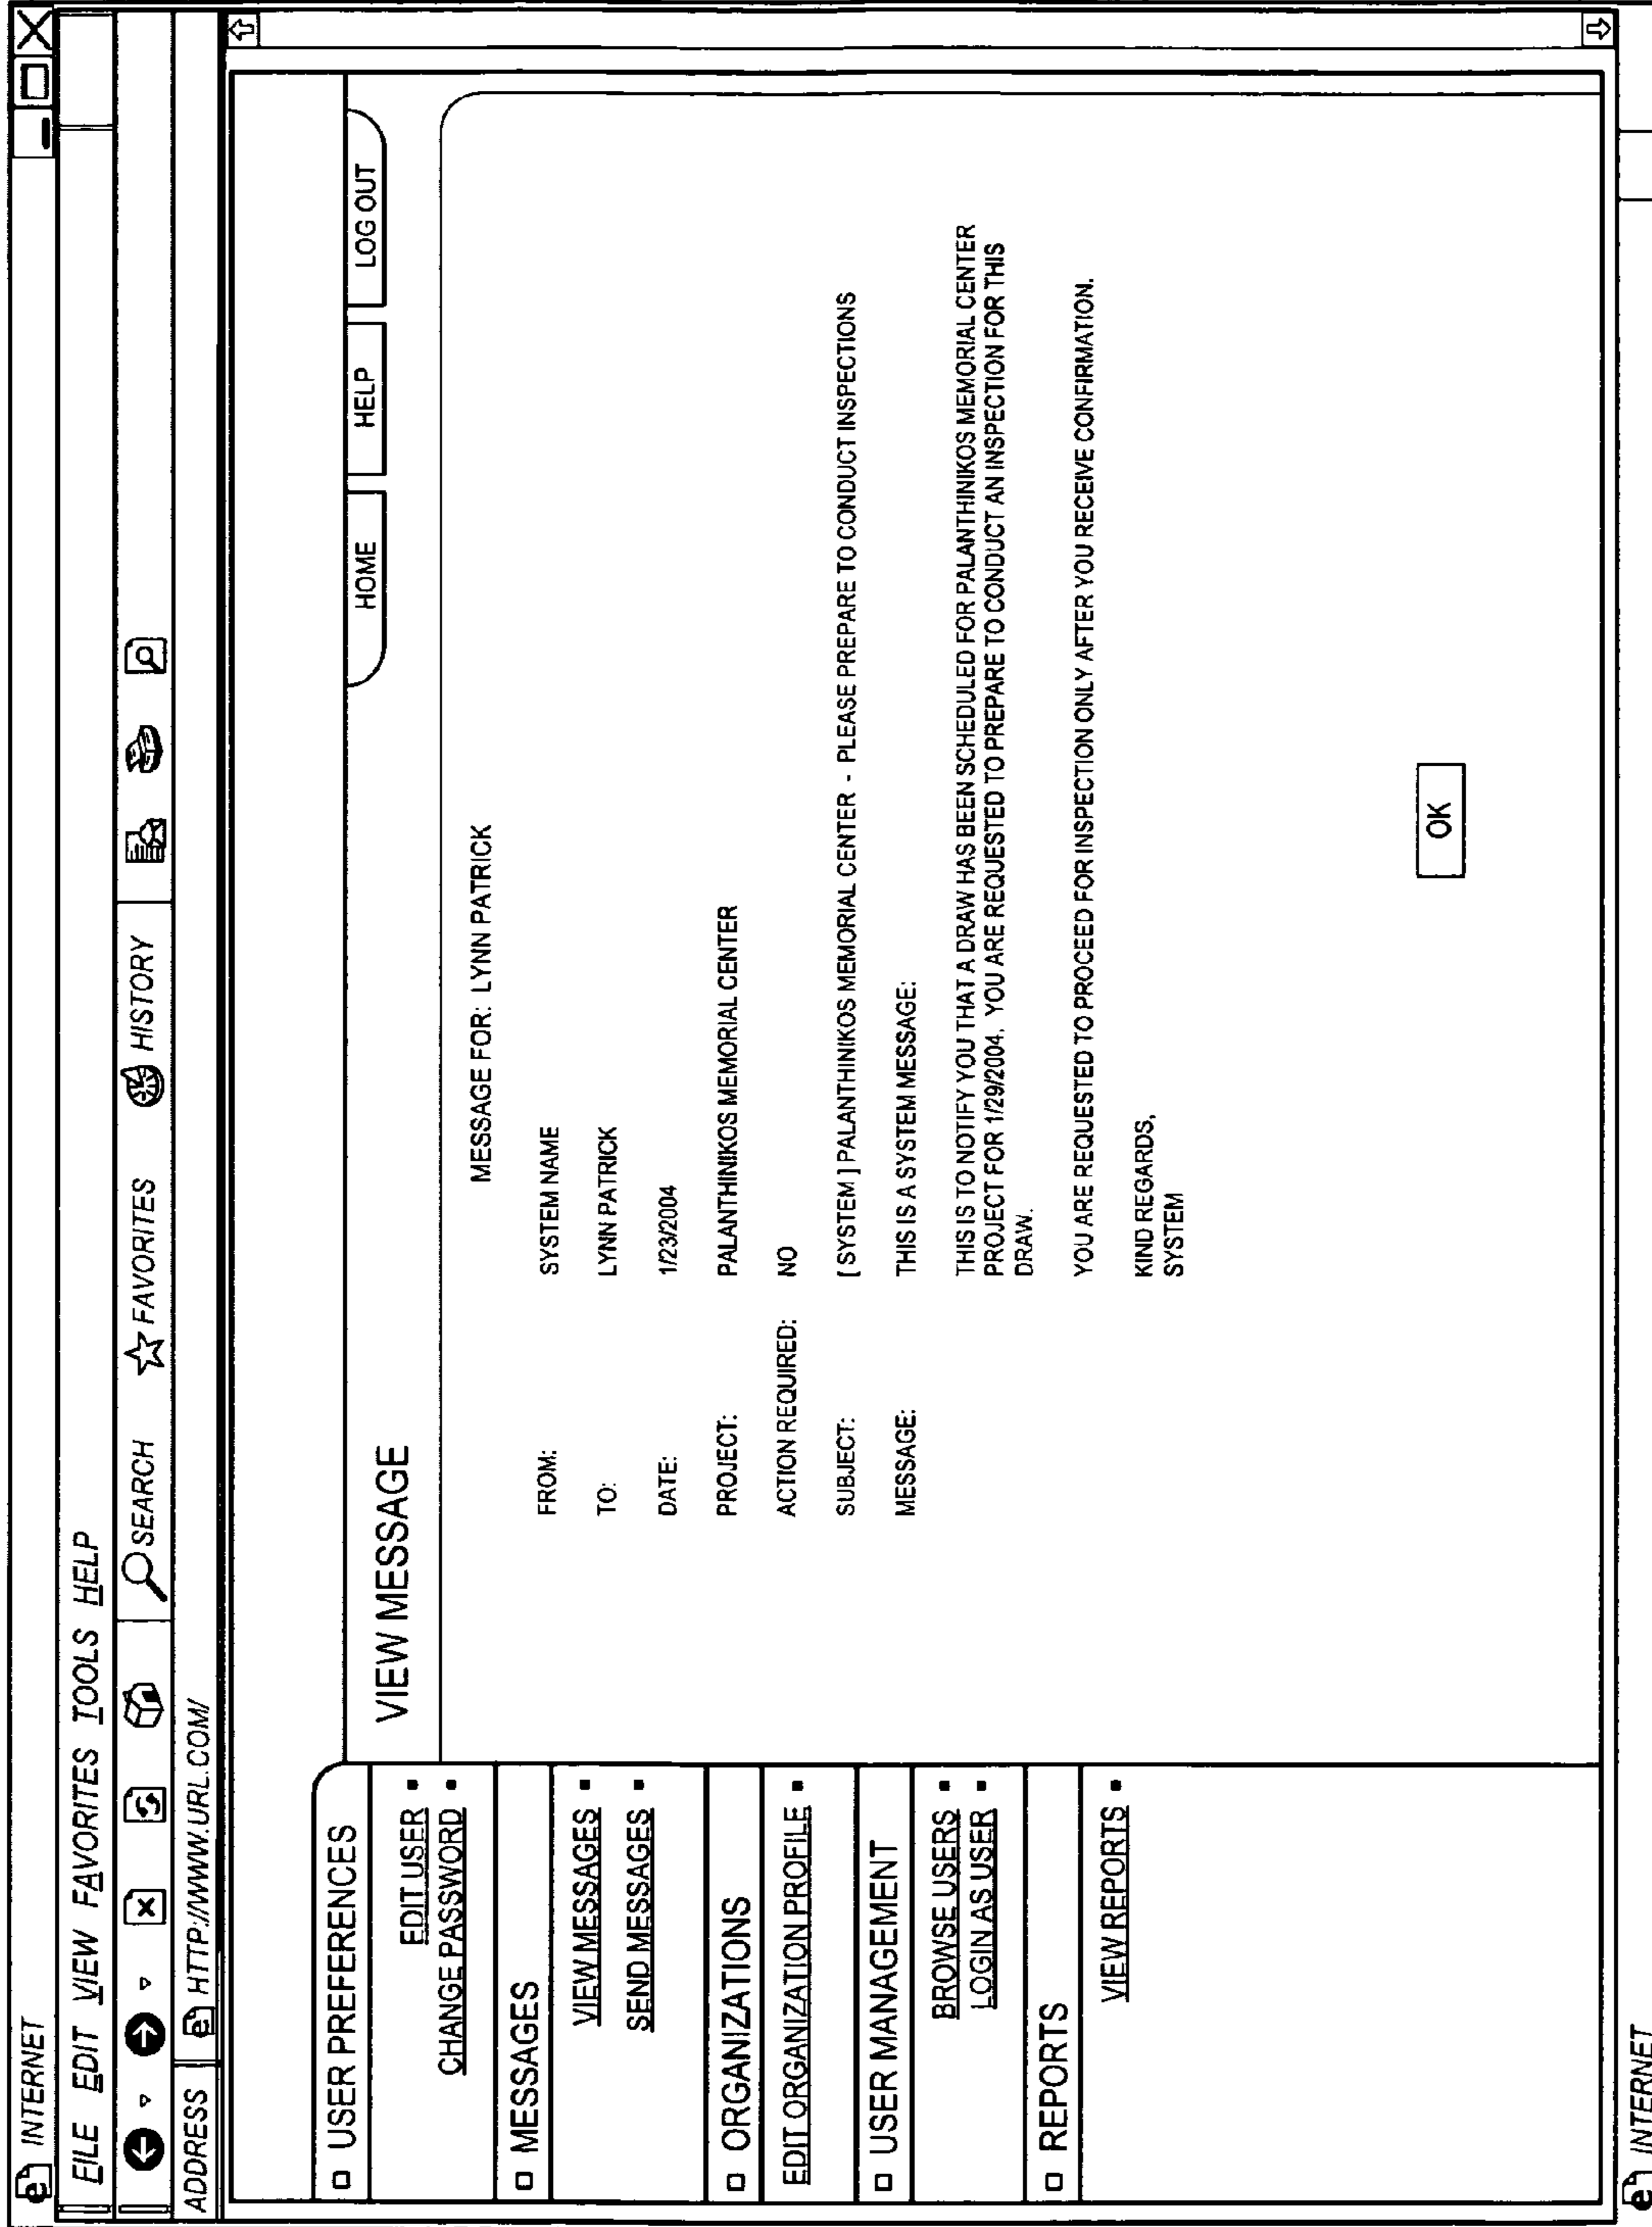 INTERNET
FILE EDIT VIEW FAVORITES TOOLS HELP
SEARCH FAVORITES HISTORY
ADDRESS HTTP://WWW.URL.COM/
HOME HELP LOG OUT
USER PREFERENCES
EDIT USER
CHANGE PASSWORD
MESSAGES
VIEW MESSAGES
SEND MESSAGES
ORGANIZATIONS
EDIT ORGANIZATION PROFILE
USER MANAGEMENT
BROWSE USERS
LOGIN AS USER
REPORTS
VIEW REPORTS
VIEW MESSAGE
MESSAGE FOR: LYNN PATRICK
FROM: SYSTEM NAME
TO: LYNN PATRICK
DATE: 1/23/2004
PROJECT: PALANTHINIKOS MEMORIAL CENTER
ACTION REQUIRED: NO
SUBJECT: [ SYSTEM ] PALANTHINIKOS MEMORIAL CENTER - PLEASE PREPARE TO CONDUCT INSPECTIONS
MESSAGE: THIS IS A SYSTEM MESSAGE:
THIS IS TO NOTIFY YOU THAT A DRAW HAS BEEN SCHEDULED FOR PALANTHINIKOS MEMORIAL CENTER
PROJECT FOR 1/29/2004. YOU ARE REQUESTED TO PREPARE TO CONDUCT AN INSPECTION FOR THIS
DRAW.
YOU ARE REQUESTED TO PROCEED FOR INSPECTION ONLY AFTER YOU RECEIVE CONFIRMATION.
KIND REGARDS,
SYSTEM
OK
INTERNET